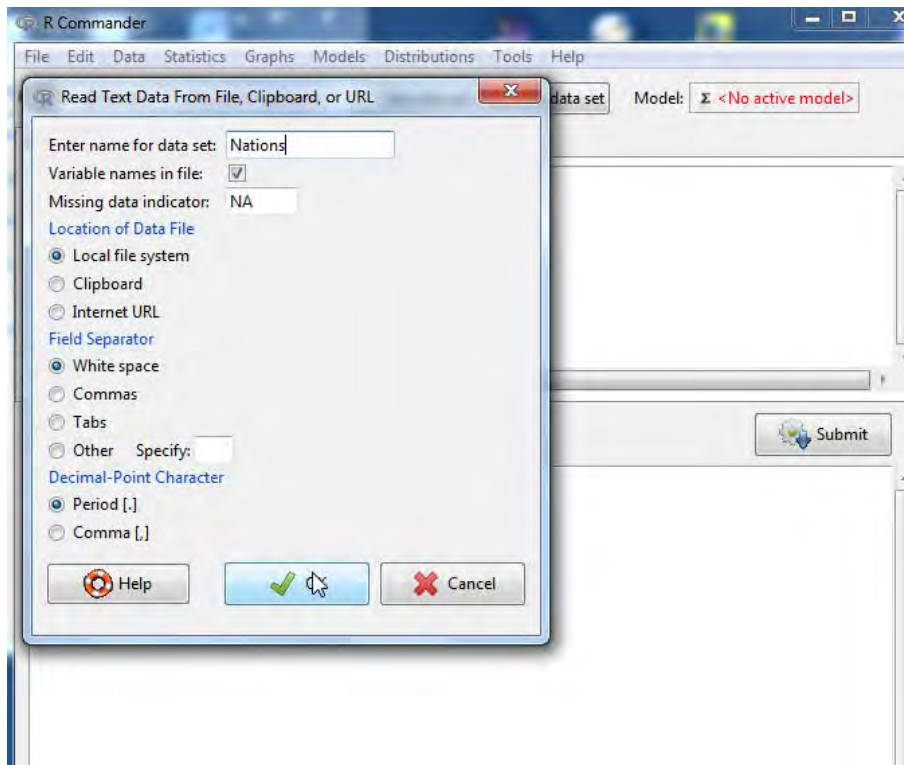 R Commander
File Edit Data Statistics Graphs Models Distributions Tools Help
Read Text Data From File, Clipboard, or URL
data set Model: Σ <No active model>
Enter name for data set: Nations
Variable names in file:
Missing data indicator: NA
Location of Data File
Local file system
Clipboard
Internet URL
Field Separator
White space
Commas
Tabs
Other Specify:
Decimal-Point Character
Period [.]
Comma [,]
Help
Cancel
Submit